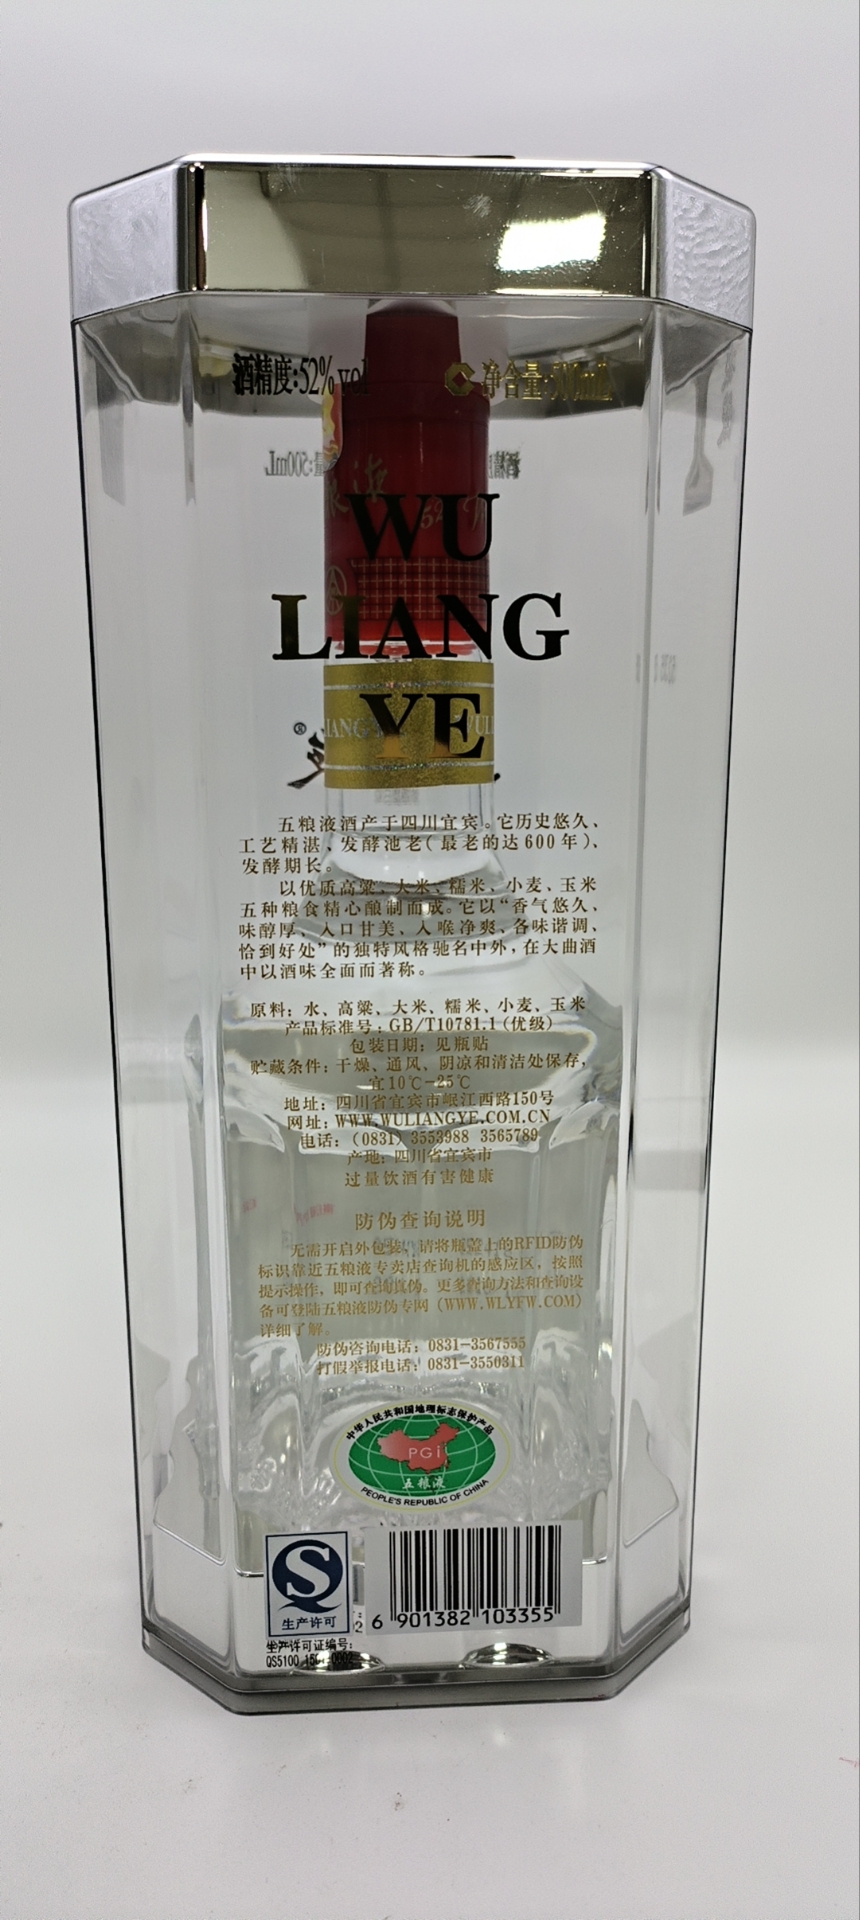 酒精度:52%vol 净含量:500mL
WU
LIANG
YE
®
五粮液酒产于四川宜宾。它历史悠久、
工艺精湛、发酵池老(最老的达600年)、
发酵期长。
以优质高粱、大米、糯米、小麦、玉米
五种粮食精心酿制而成。它以“香气悠久、
味醇厚、入口甘美、入喉净爽、各味谐调、
恰到好处”的独特风格驰名中外,在大曲酒
中以酒味全面而著称。
原料:水、高粱、大米、糯米、小麦、玉米
产品标准号:GB/T10781.1(优级)
包装日期:见瓶贴
贮藏条件:干燥、通风、阴凉和清洁处保存,
宜10℃-25℃
地址:四川省宜宾市岷江西路150号
网址:WWW.WULIANGYE.COM.CN
电话:(0831)3553988 3565789
产地:四川省宜宾市
过量饮酒有害健康
防伪查询说明
无需开启外包装,请将瓶盖上的RFID防伪
标识靠近五粮液专卖店查询机的感应区,按照
提示操作,即可查询真伪。更多查询方法和查询设
备可登陆五粮液防伪专网(WWW.WLYFW.COM)
详细了解。
防伪咨询电话:0831-3567555
打假举报电话:0831-3550311
中华人民共和国地理标志保护产品
PGI
五粮液
PEOPLE'S REPUBLIC OF CHINA
生产许可
6 901382 103355
生产许可证编号:
QS5100 1501 0002